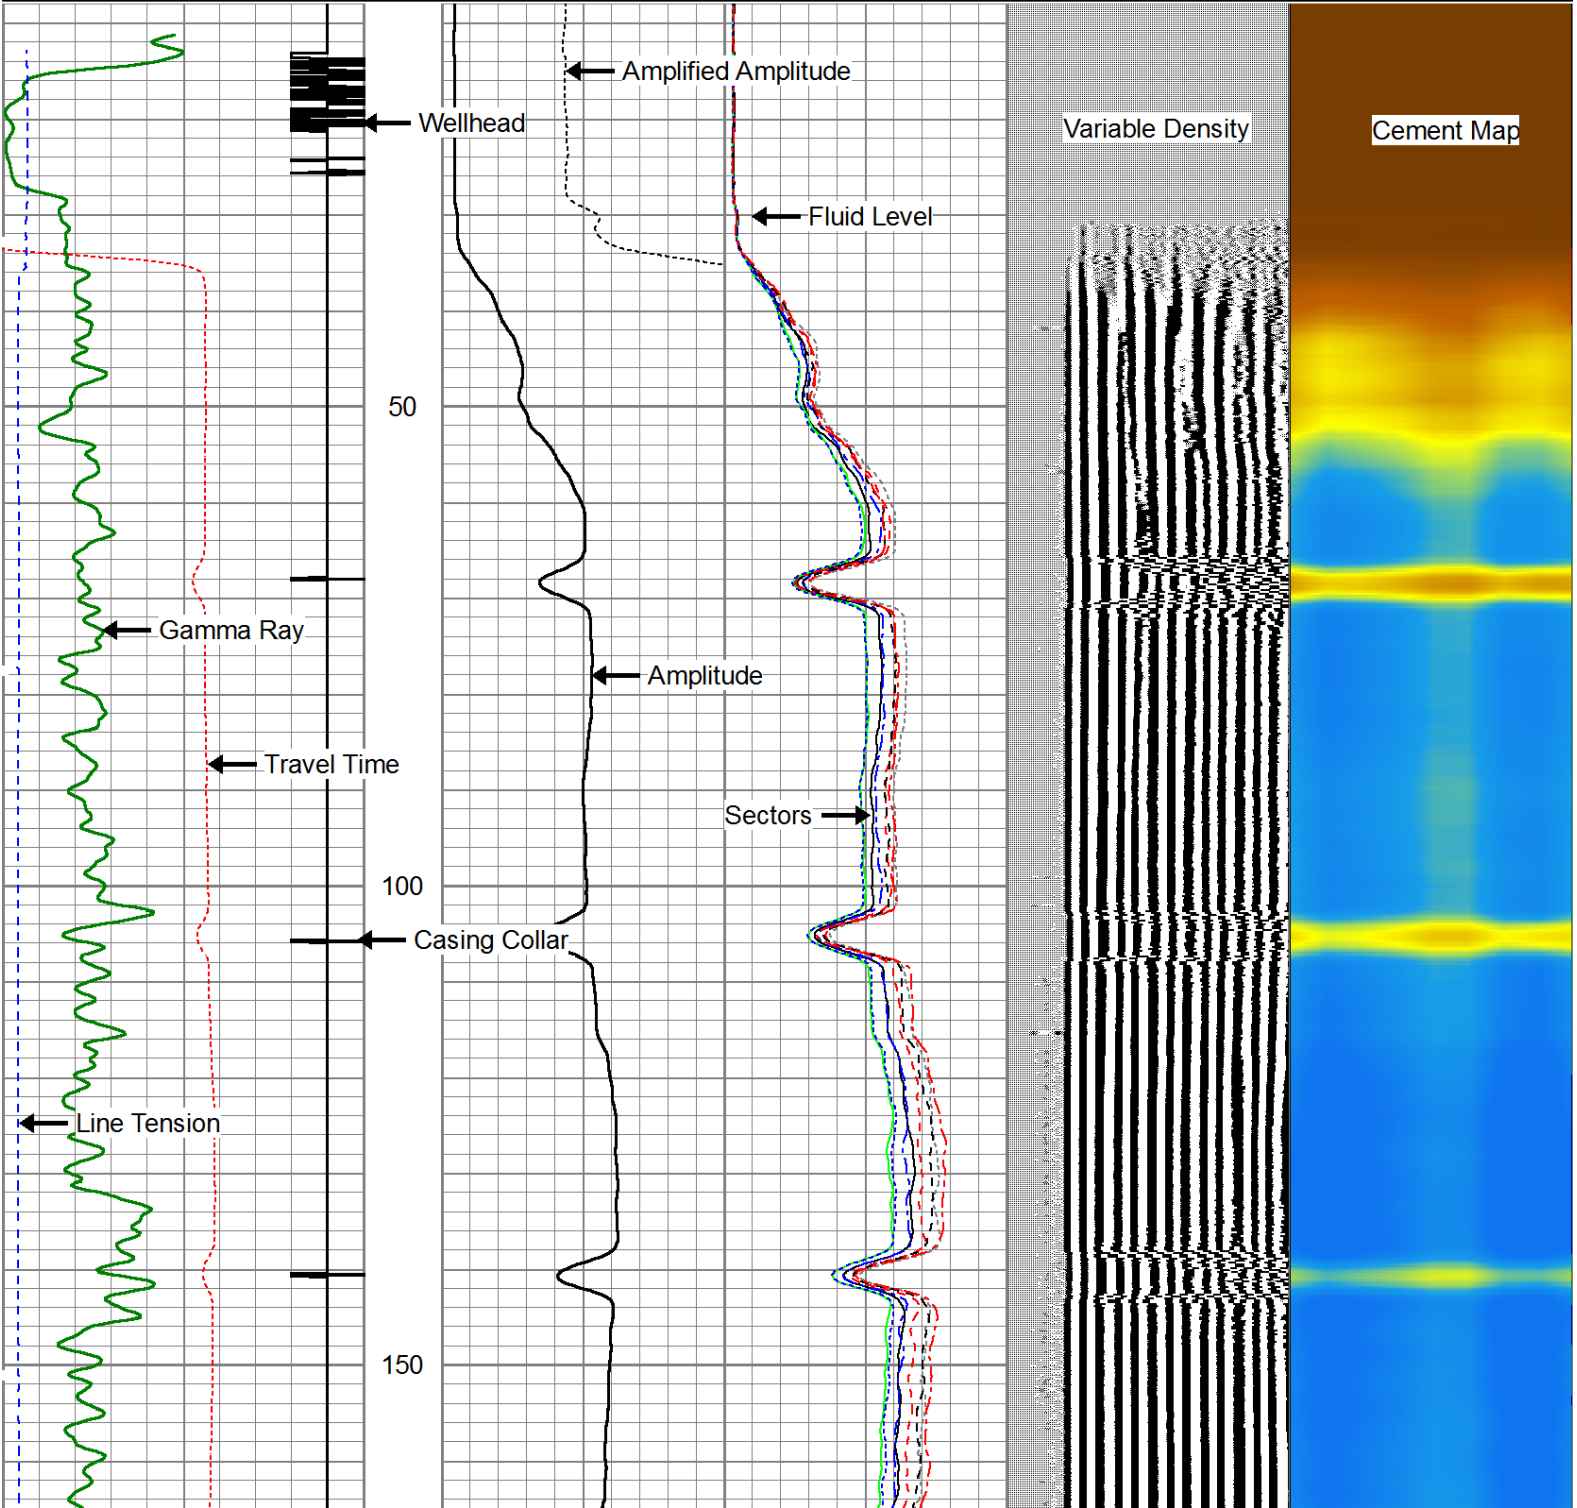 Amplified Amplitude
Wellhead
Variable Density
Cement Map
Fluid Level
50
Gamma Ray
Amplitude
Travel Time
Sectors
100
Casing Collar
Line Tension
150